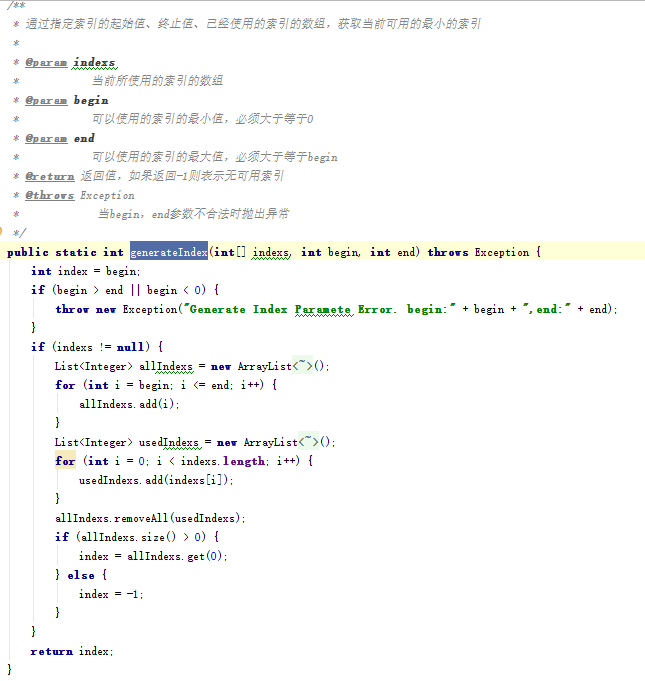 /**
 * 通过指定索引的起始值、终止值、已经使用的索引的数组，获取当前可用的最小的索引
 *
 * @param indexs
 *            当前所使用的索引的数组
 * @param begin
 *            可以使用的索引的最小值，必须大于等于0
 * @param end
 *            可以使用的索引的最大值，必须大于等于begin
 * @return 返回值，如果返回-1则表示无可用索引
 * @throws Exception
 *             当begin，end参数不合法时抛出异常
 */
public static int generateIndex(int[] indexs, int begin, int end) throws Exception {
    int index = begin;
    if (begin > end || begin < 0) {
        throw new Exception("Generate Index Paramete Error. begin:" + begin + ",end:" + end);
    }
    if (indexs != null) {
        List<Integer> allIndexs = new ArrayList<~>();
        for (int i = begin; i <= end; i++) {
            allIndexs.add(i);
        }
        List<Integer> usedIndexs = new ArrayList<~>();
        for (int i = 0; i < indexs.length; i++) {
            usedIndexs.add(indexs[i]);
        }
        allIndexs.removeAll(usedIndexs);
        if (allIndexs.size() > 0) {
            index = allIndexs.get(0);
        } else {
            index = -1;
        }
    }
    return index;
}